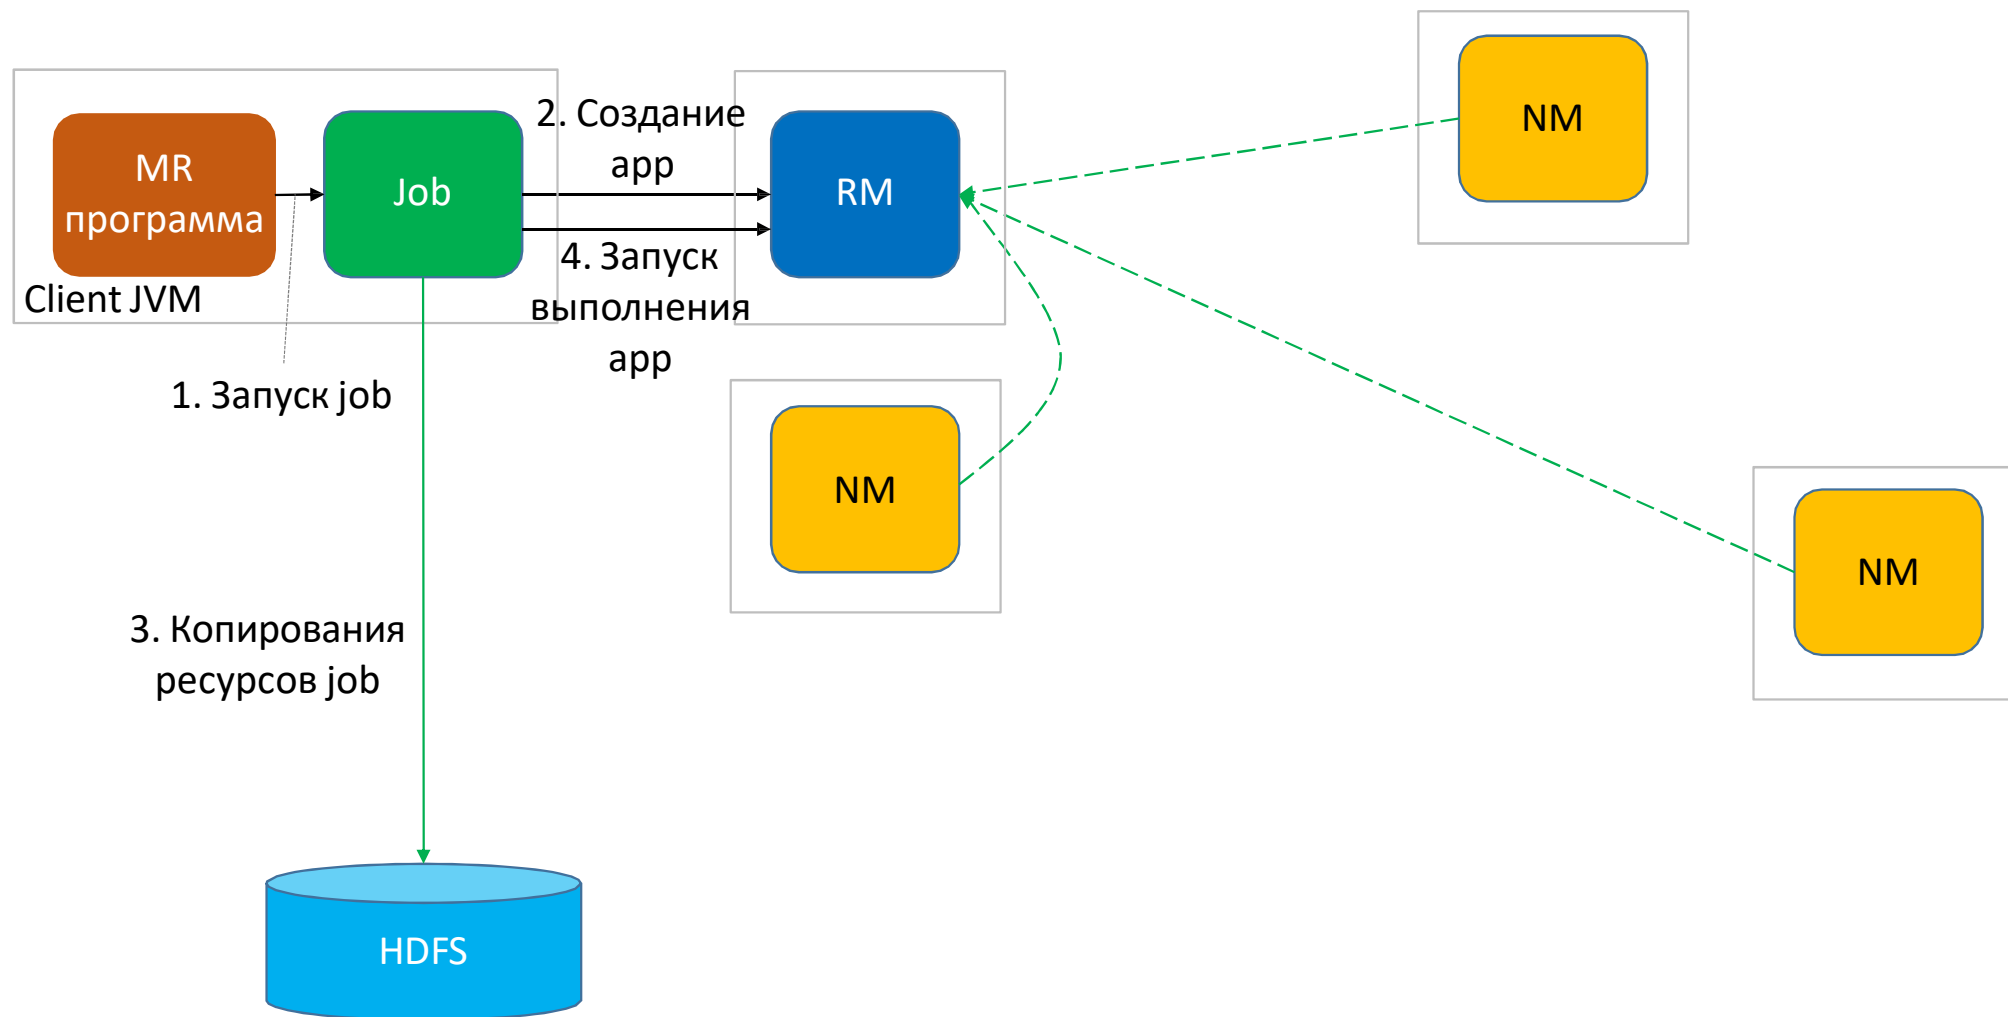 MR
программа
Job
Client JVM
1. Запуск job
2. Создание
app
4. Запуск
выполнения
app
RM
NM
NM
NM
3. Копирования
ресурсов job
HDFS